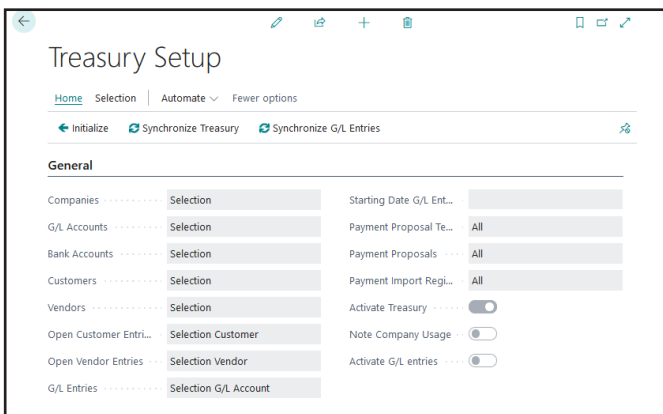 Treasury Setup
Home Selection Automate Fewer options
Initialize Synchronize Treasury Synchronize G/L Entries
General
Companies Selection
G/L Accounts Selection
Bank Accounts Selection
Customers Selection
Vendors Selection
Open Customer Entri... Selection Customer
Open Vendor Entries Selection Vendor
G/L Entries Selection G/L Account
Starting Date G/L Ent...
Payment Proposal Te... All
Payment Proposals All
Payment Import Regi... All
Activate Treasury
Note Company Usage
Activate G/L entries